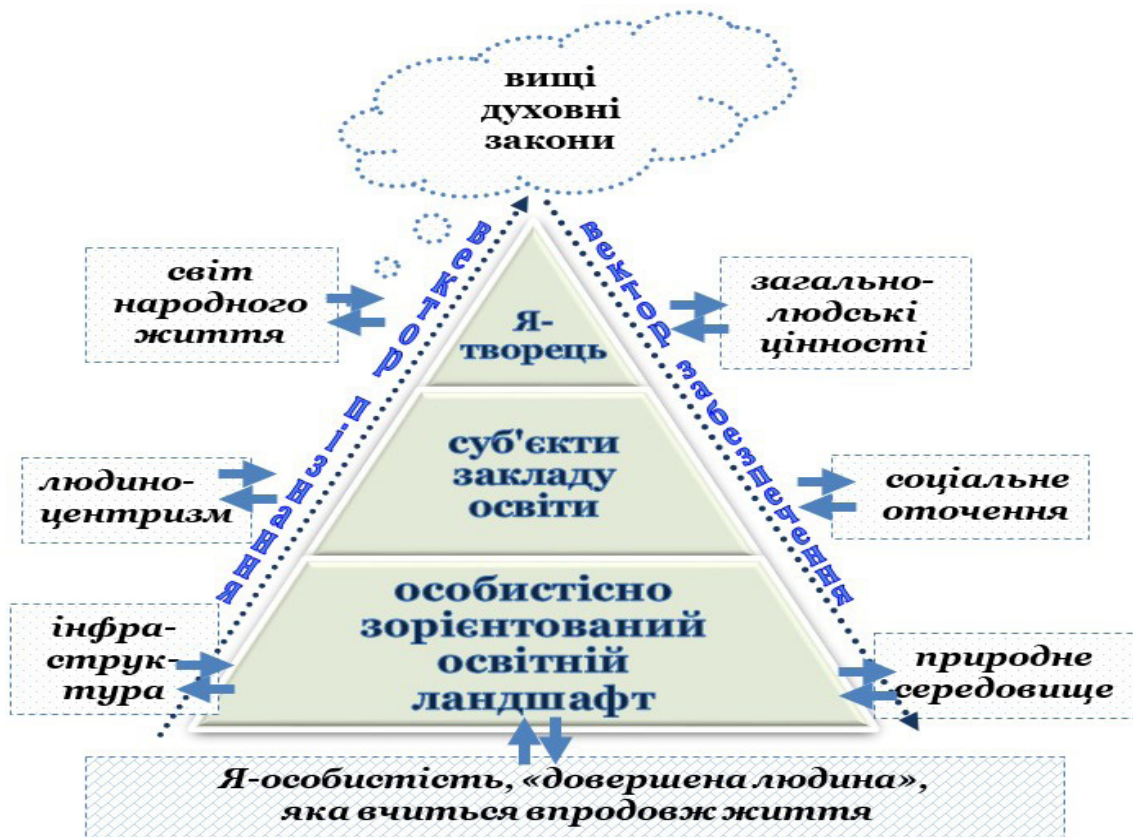 вищі
духовні
закони
світ
народного
життя
вектор пізнання
вектор забезпечення
загально-
людські
цінності
Я-
творець
суб'єкти
закладу
освіти
людино-
центризм
соціальне
оточення
особистісно
зорієнтований
освітній
ландшафт
інфра-
струк-
тура
природне
середовище
Я-особистість, «довершена людина»,
яка вчиться впродовж життя